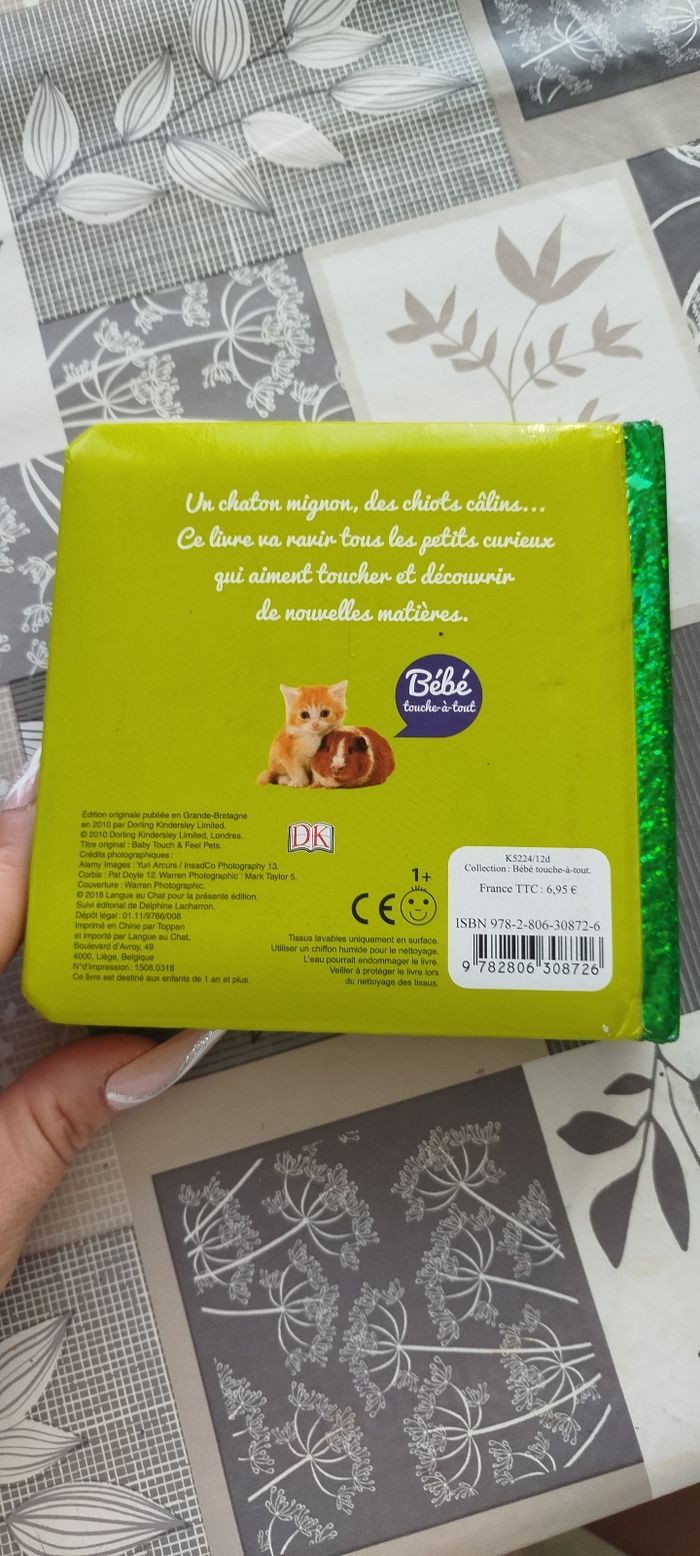 Un chaton mignon, des chiots câlins...
Ce livre va ravir tous les petits curieux
qui aiment toucher et découvrir
de nouvelles matières.
Bébé
touche-à-tout
Édition originale publiée en Grande-Bretagne
en 2010 par Dorling Kindersley Limited.
© 2010 Dorling Kindersley Limited, Londres.
Titre original : Baby Touch & Feel Pets.
Crédits photographiques :
Alamy Images : Yuri Arcurs / InsadCo Photography 13.
Corbis : Pat Doyle 12. Warren Photographic : Mark Taylor 5.
Couverture : Warren Photographic.
© 2016 Langue au Chat pour la présente édition.
Suivi éditorial de Delphine Lacharron.
Dépôt légal : 01.11/9766/008
Imprimé en Chine par Toppan
et importé par Langue au Chat.
Boulevard d'Avroy, 49
4000, Liège, Belgique
N°d'impression : 1508.0318
Ce livre est destiné aux enfants de 1 an et plus.
DK
1+
CE
Tissus lavables uniquement en surface.
Utiliser un chiffon humide pour le nettoyage.
L'eau pourrait endommager le livre.
Veiller à protéger le livre lors
du nettoyage des tissus.
K5224/12d
Collection : Bébé touche-à-tout.
France TTC : 6,95 €
ISBN 978-2-806-30872-6
9 782806 308726